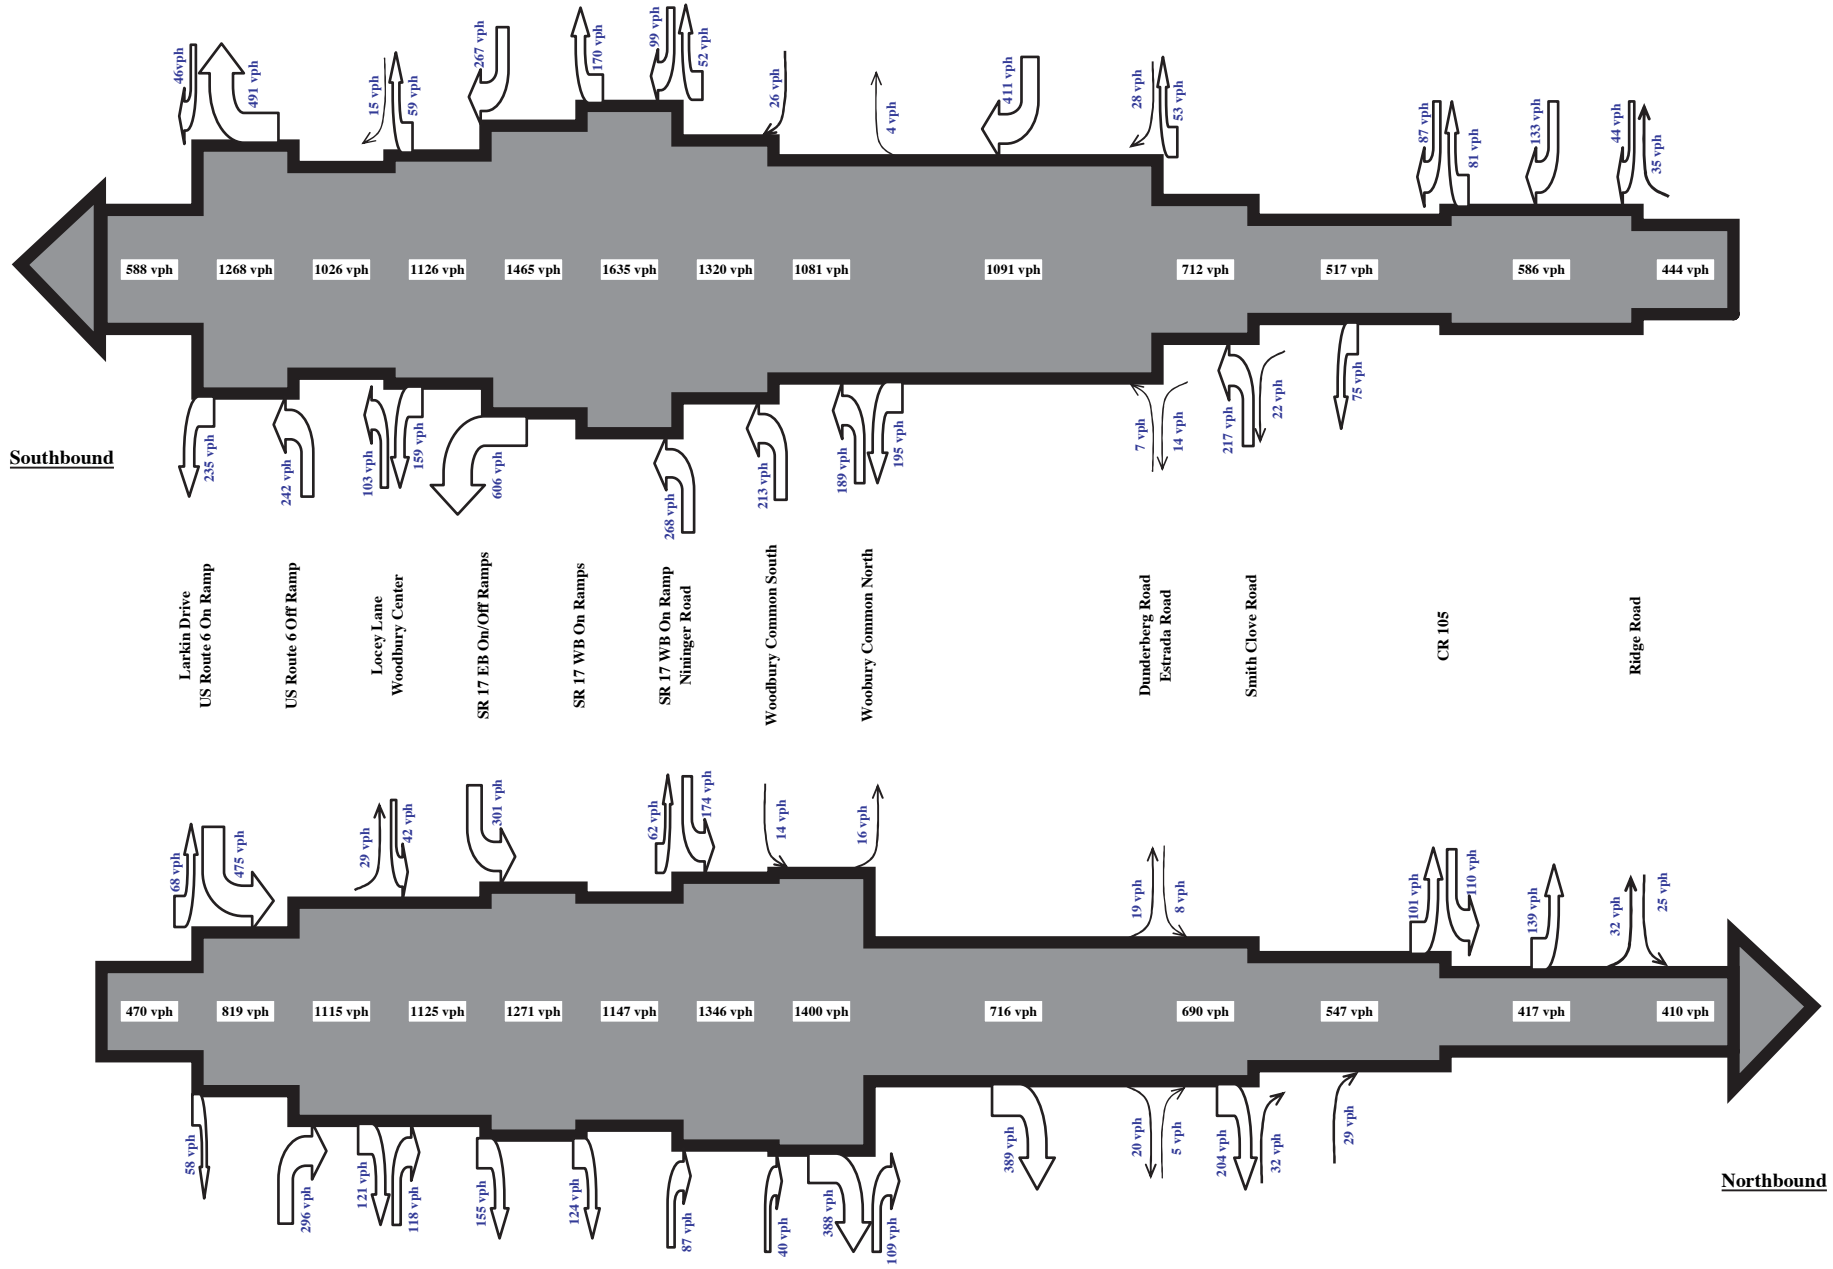 46vph
491 vph
15 vph
59 vph
267 vph
170 vph
99 vph
52 vph
26 vph
4 vph
411 vph
28 vph
53 vph
87 vph
81 vph
133 vph
44 vph
35 vph
588 vph
1268 vph
1026 vph
1126 vph
1465 vph
1635 vph
1320 vph
1081 vph
1091 vph
712 vph
517 vph
586 vph
444 vph
235 vph
242 vph
103 vph
159 vph
606 vph
268 vph
213 vph
189 vph
195 vph
7 vph
14 vph
217 vph
22 vph
75 vph
Southbound
Larkin Drive
US Route 6 On Ramp
US Route 6 Off Ramp
Locey Lane
Woodbury Center
SR 17 EB On/Off Ramps
SR 17 WB On Ramps
SR 17 WB On Ramp
Nininger Road
Woodbury Common South
Woobury Common North
Dunderberg Road
Estrada Road
Smith Clove Road
CR 105
Ridge Road
68 vph
475 vph
29 vph
42 vph
301 vph
62 vph
174 vph
14 vph
16 vph
19 vph
8 vph
101 vph
110 vph
139 vph
32 vph
25 vph
470 vph
819 vph
1115 vph
1125 vph
1271 vph
1147 vph
1346 vph
1400 vph
716 vph
690 vph
547 vph
417 vph
410 vph
58 vph
296 vph
121 vph
118 vph
155 vph
124 vph
87 vph
40 vph
388 vph
109 vph
389 vph
20 vph
5 vph
204 vph
32 vph
29 vph
Northbound